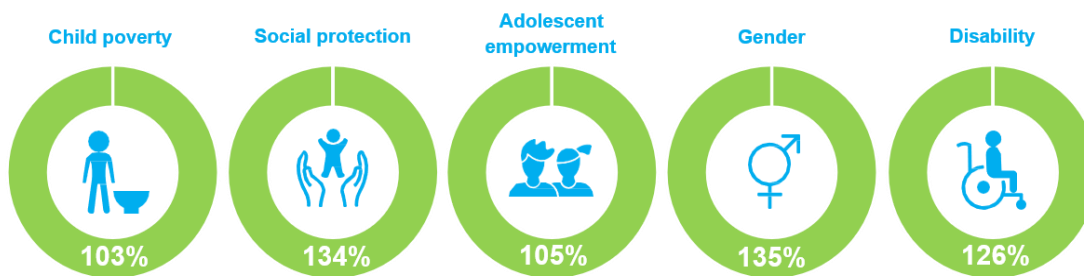 Child poverty
Social protection
Adolescent
empowerment
Gender
Disability
103%
134%
105%
135%
126%